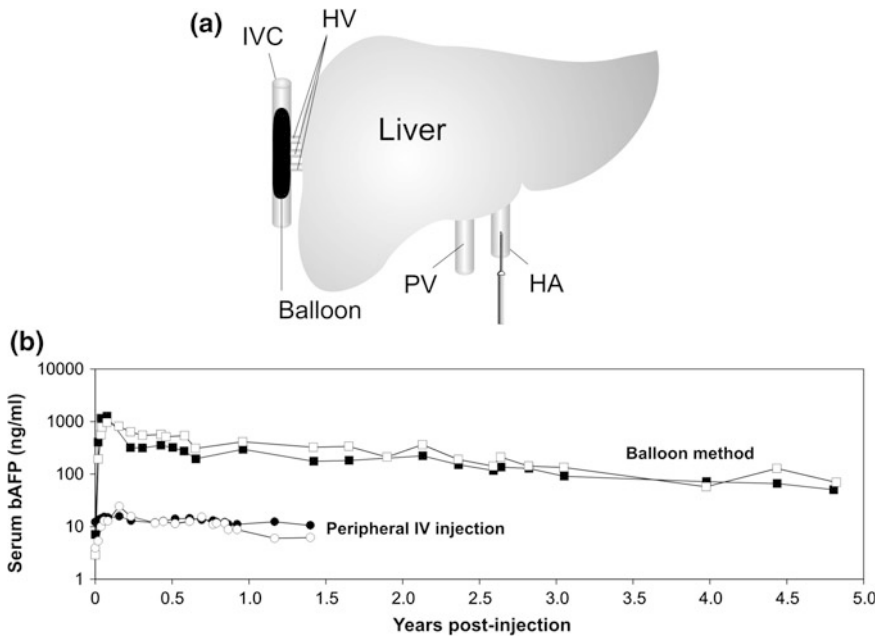 (a)
HV
IVC
Liver
PV
HA
Balloon
(b)
10000
1000
100
10
1
Serum bAFP (ng/ml)
Balloon method
Peripheral IV injection
0
0.5
1.0
1.5
2.0
2.5
3.0
3.5
4.0
4.5
5.0
Years post-injection